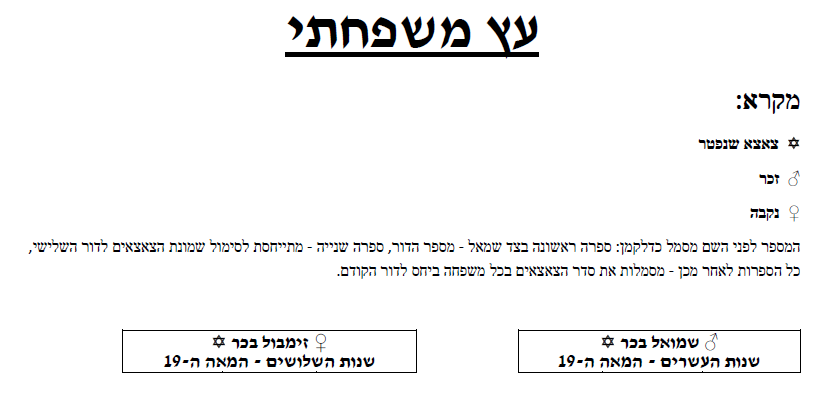 עץ משפחתי
מקרא:
✡ צאצא שנפטר
♂ זכר
♀ נקבה
המספר לפני השם מסמל כדלקמן: ספרה ראשונה בצד שמאל - מספר הדור, ספרה שנייה - מתייחסת לסימול שמונת הצאצאים לדור השלישי,
כל הספרות לאחר מכן - מסמלות את סדר הצאצאים בכל משפחה ביחס לדור הקודם.
♂ שמואל בכר ✡
שנות העשרים - המאה ה-19
♀ זימבול בכר ✡
שנות השלושים - המאה ה-19